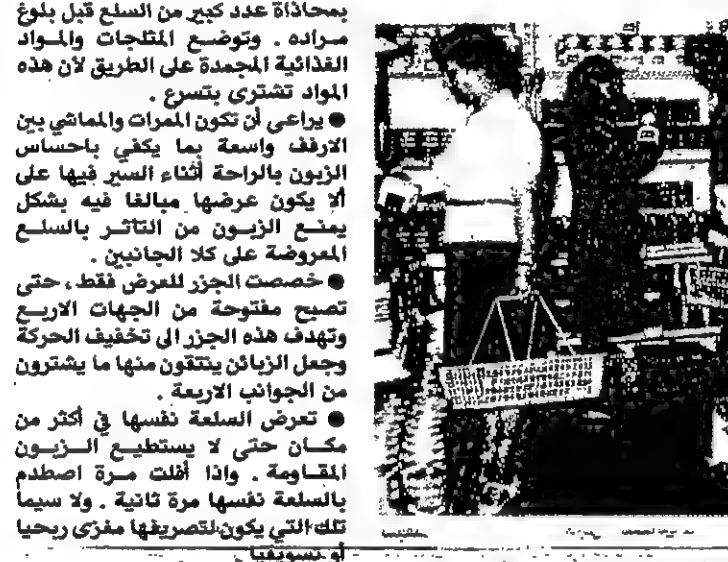 بمحاذاة عدد كبير من السلع قبل بلوغ
مراده . وتوضع المثلجات والمواد
الغذائية المجمدة على الطريق لأن هذه
المواد تشترى بتسرع .
● يراعى أن تكون الممرات والماشي بين
الارفف واسعة بما يكفي باحساس
الزبون بالراحة أثناء السير فيها على
ألا يكون عرضها مبالغا فيه بشكل
يمنع الزبون من التأثر بالسلع
المعروضة على كلا الجانبين .
● خصصت الجزر للعرض فقط ، حتى
تصبح مفتوحة من الجهات الاربع
وتهدف هذه الجزر الى تخفيف الحركة
وجعل الزبائن ينتقون منها ما يشترون
من الجوانب الاربعة .
● تعرض السلعة نفسها في أكثر من
مكان حتى لا يستطيع الزبون
المقاومة . واذا أفلت مرة اصطدم
بالسلعة نفسها مرة ثانية . ولا سيما
تلك التي يكون لتصريفها مغزى ربحيا
أو تسويقيا